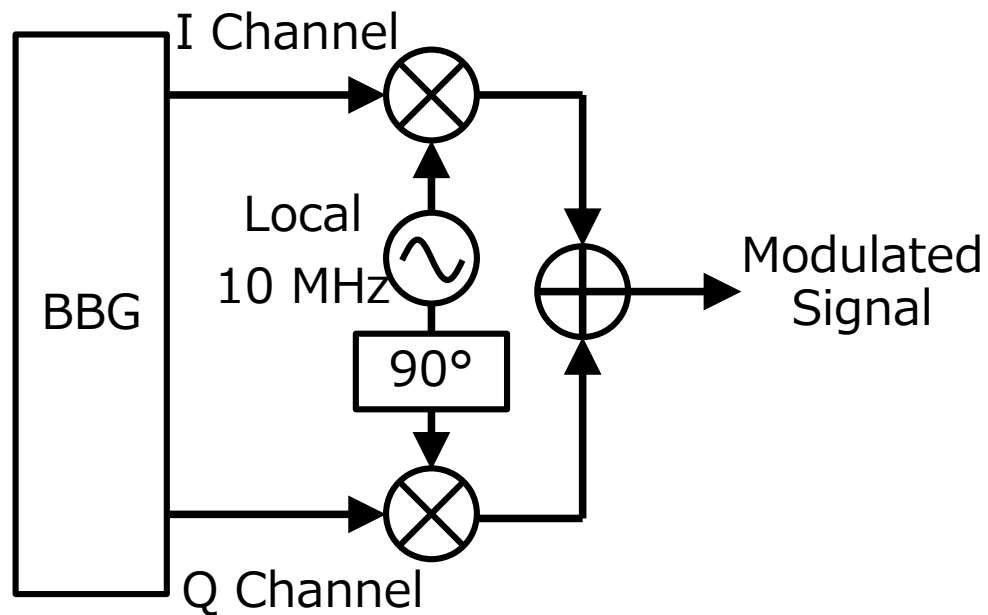 I Channel
Local
10 MHz
BBG
90°
Modulated
Signal
Q Channel